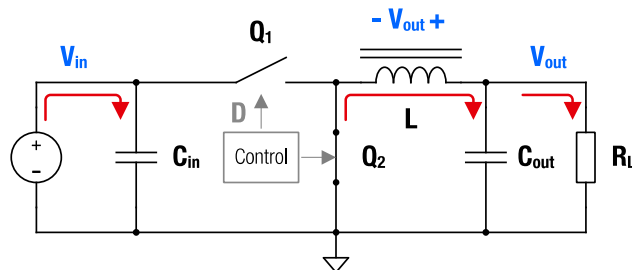 - Vout +
Q1
Vin
Vout
D
L
Cin
Control
Q2
Cout
RL
+
-